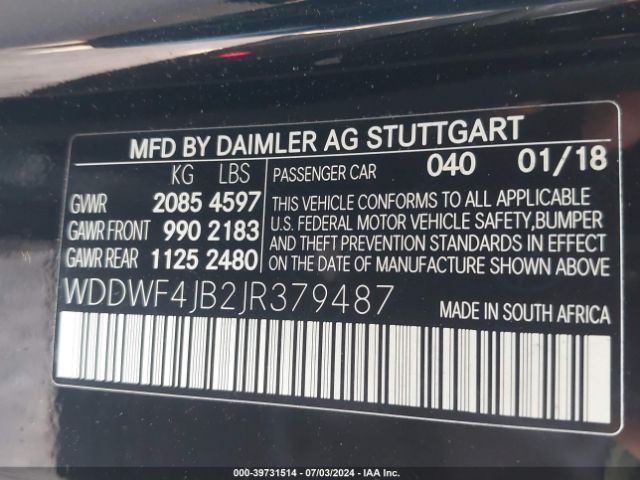 MFD BY DAIMLER AG STUTTGART
KG LBS
GVWR 2085 4597
GAWR FRONT 990 2183
GAWR REAR 1125 2480
PASSENGER CAR 040 01/18
THIS VEHICLE CONFORMS TO ALL APPLICABLE
U.S. FEDERAL MOTOR VEHICLE SAFETY,BUMPER
AND THEFT PREVENTION STANDARDS IN EFFECT
ON THE DATE OF MANUFACTURE SHOWN ABOVE.
WDDWF4JB2JR379487
MADE IN SOUTH AFRICA
000-39731514 - 07/03/2024 - IAA Inc.